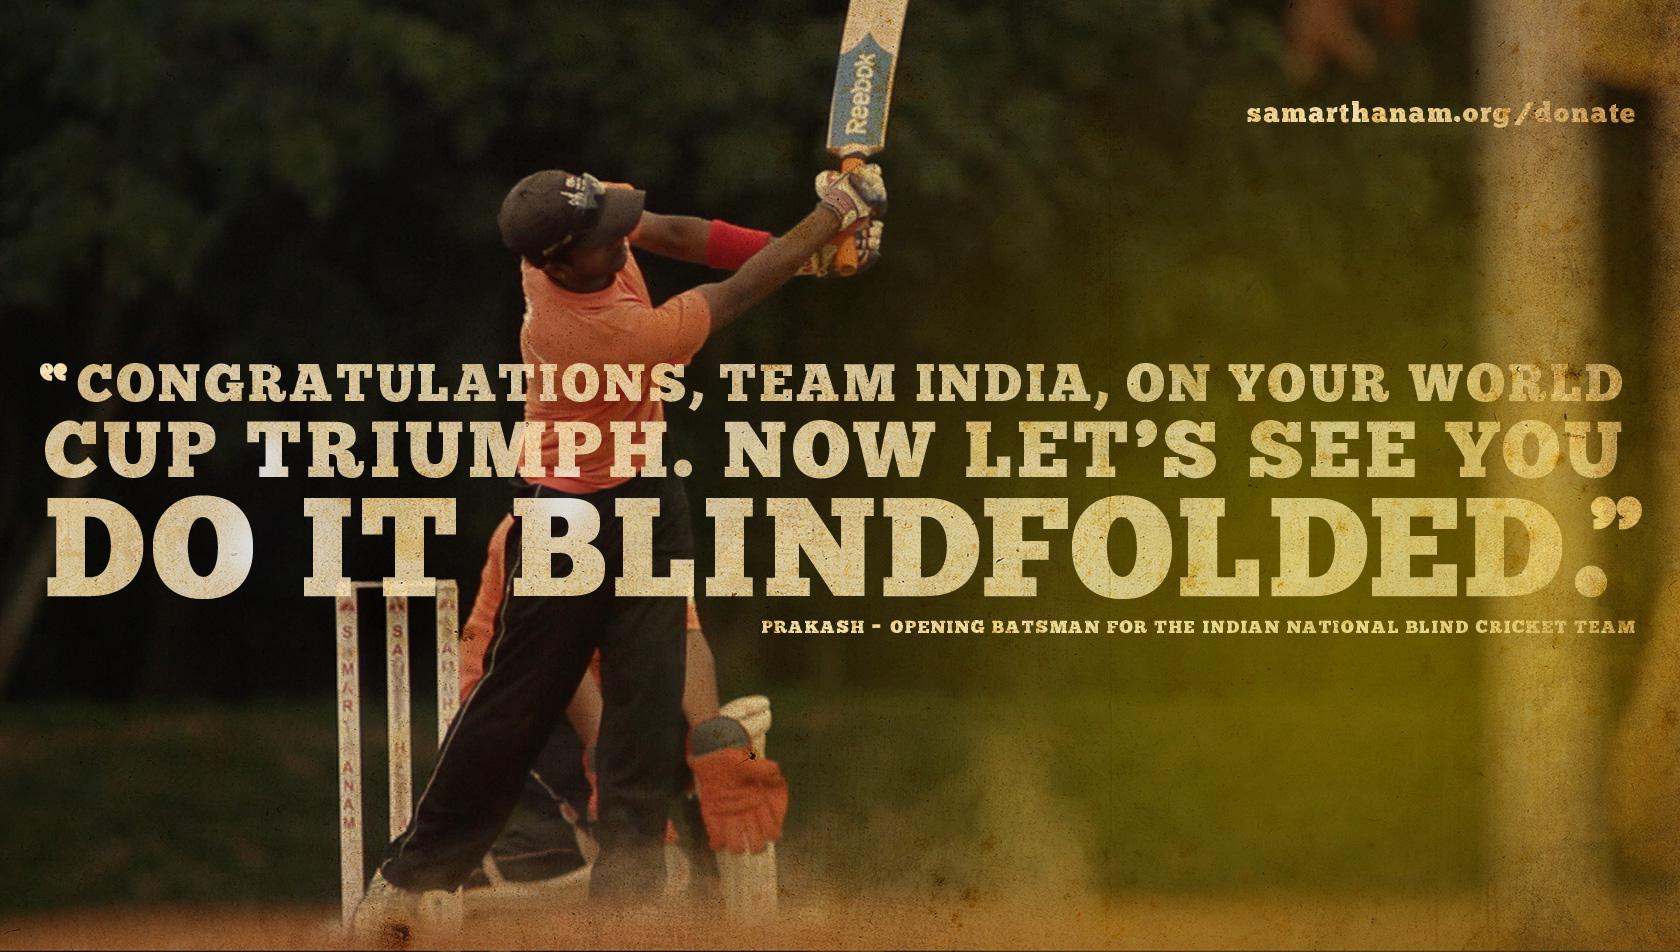 Reebok
samarthanam.org/donate
“CONGRATULATIONS, TEAM INDIA, ON YOUR WORLD
CUP TRIUMPH. NOW LET’S SEE YOU
DO IT BLINDFOLDED.”
PRAKASH - OPENING BATSMAN FOR THE INDIAN NATIONAL BLIND CRICKET TEAM
SAMARTHANAM